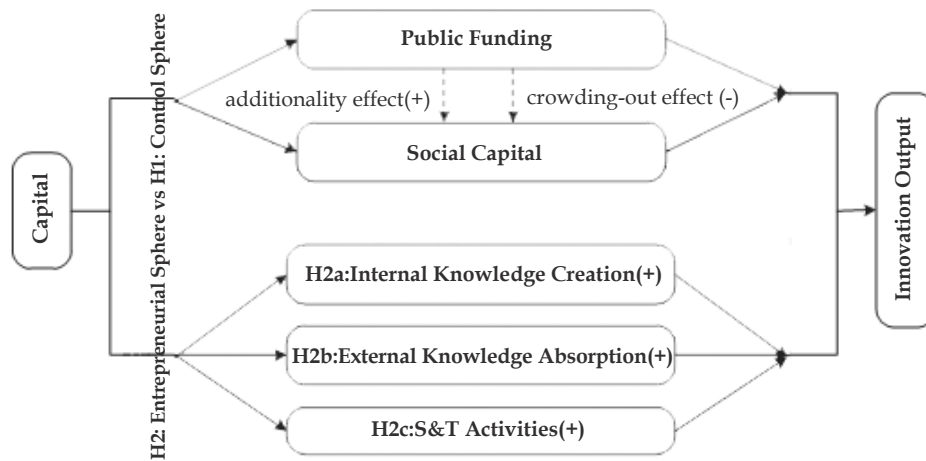 Capital
H2: Entrepreneurial Sphere vs H1: Control Sphere
Public Funding
additionality effect(+)
crowding-out effect (-)
Social Capital
H2a:Internal Knowledge Creation(+)
H2b:External Knowledge Absorption(+)
H2c:S&T Activities(+)
Innovation Output